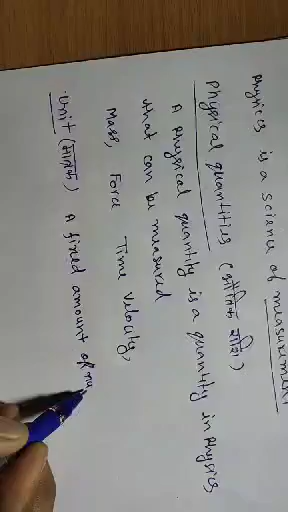 Physics is a science of measurement
Physical quantities (भौतिक राशि)
A Physical quantity is a quantity in Physics
that can be measured
Mass, Force Time Velocity,
Unit (मात्रक) A fixed amount of